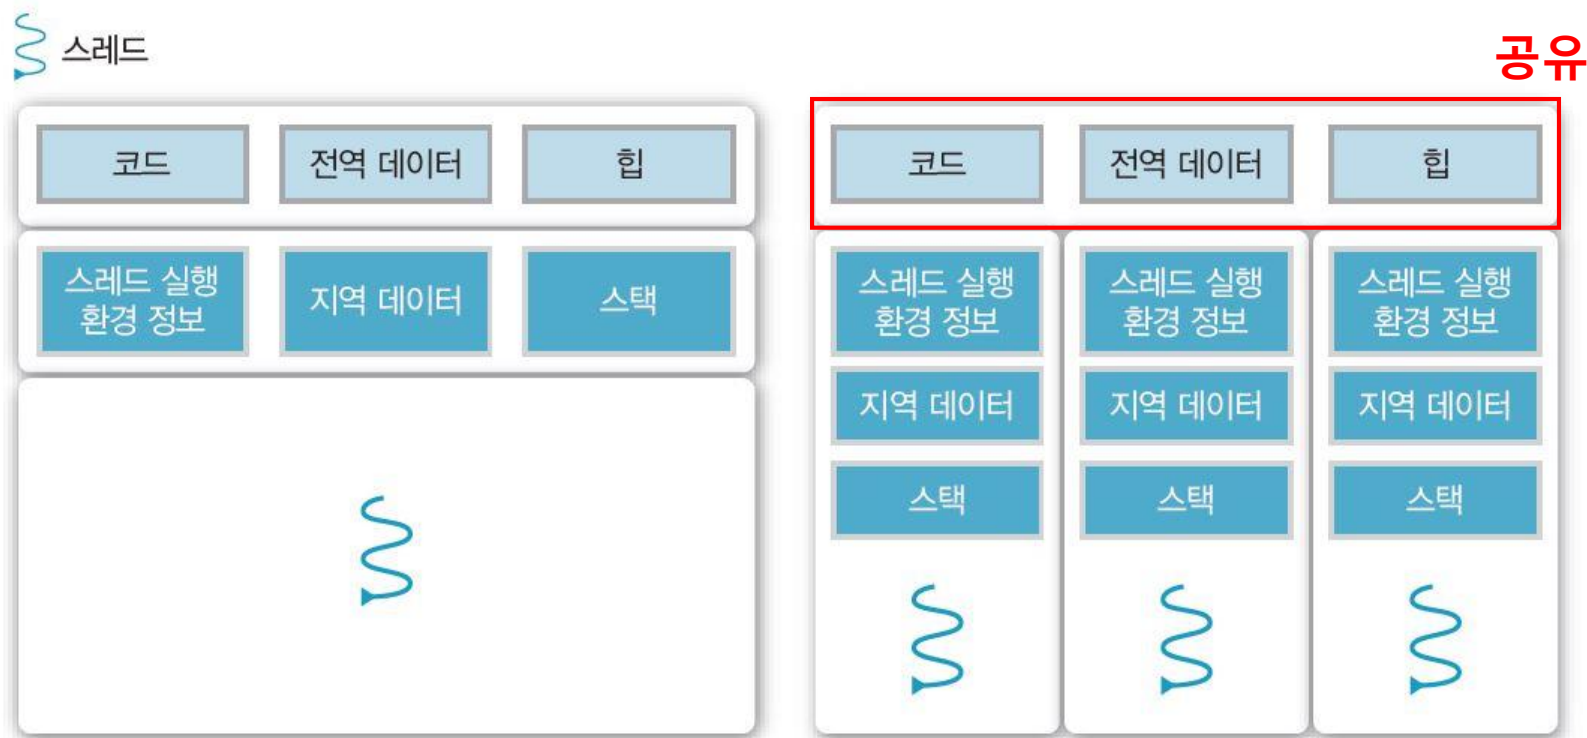 스레드
공유
코드 전역 데이터 힙
스레드 실행
환경 정보
지역 데이터
스택
코드 전역 데이터 힙
스레드 실행
환경 정보
지역 데이터
스택
스레드 실행
환경 정보
지역 데이터
스택
스레드 실행
환경 정보
지역 데이터
스택